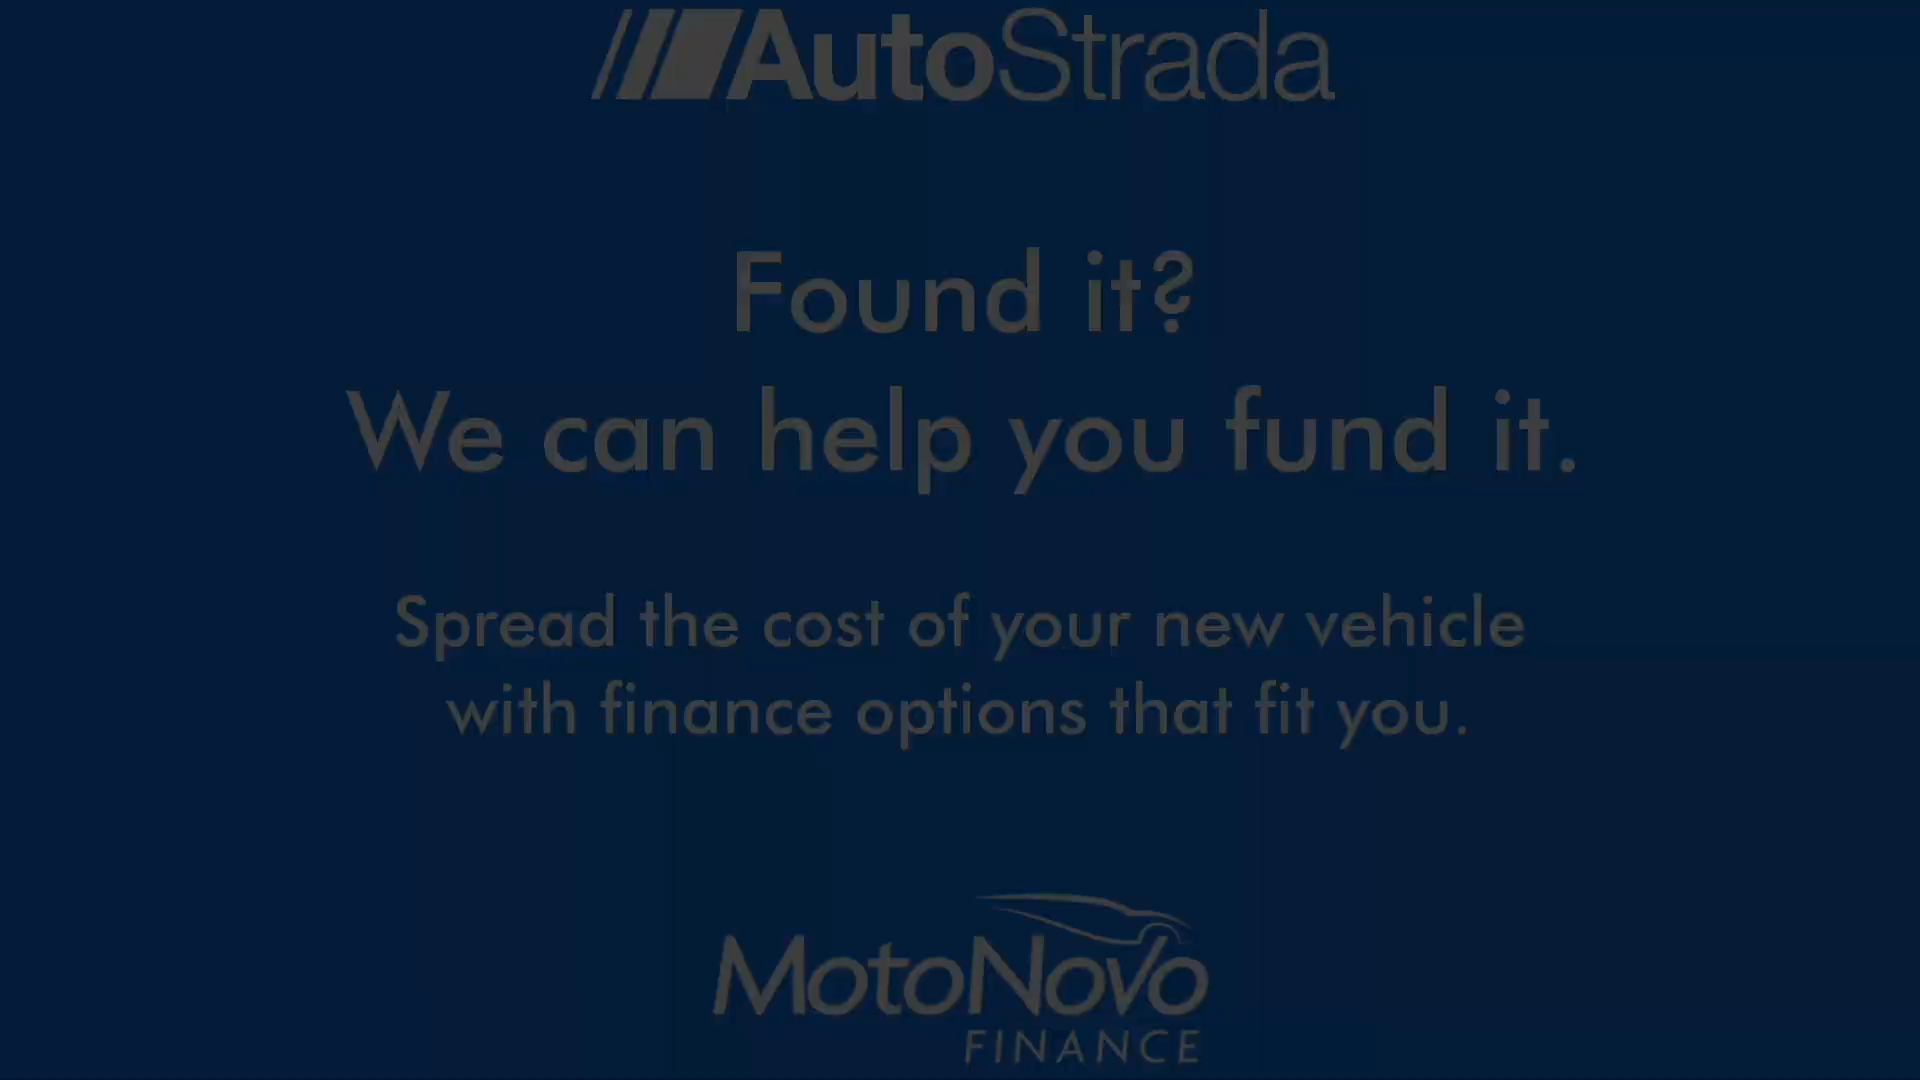 AutoStrada
Found it?
We can help you fund it.
Spread the cost of your new vehicle
with finance options that fit you.
MotoNovo
FINANCE